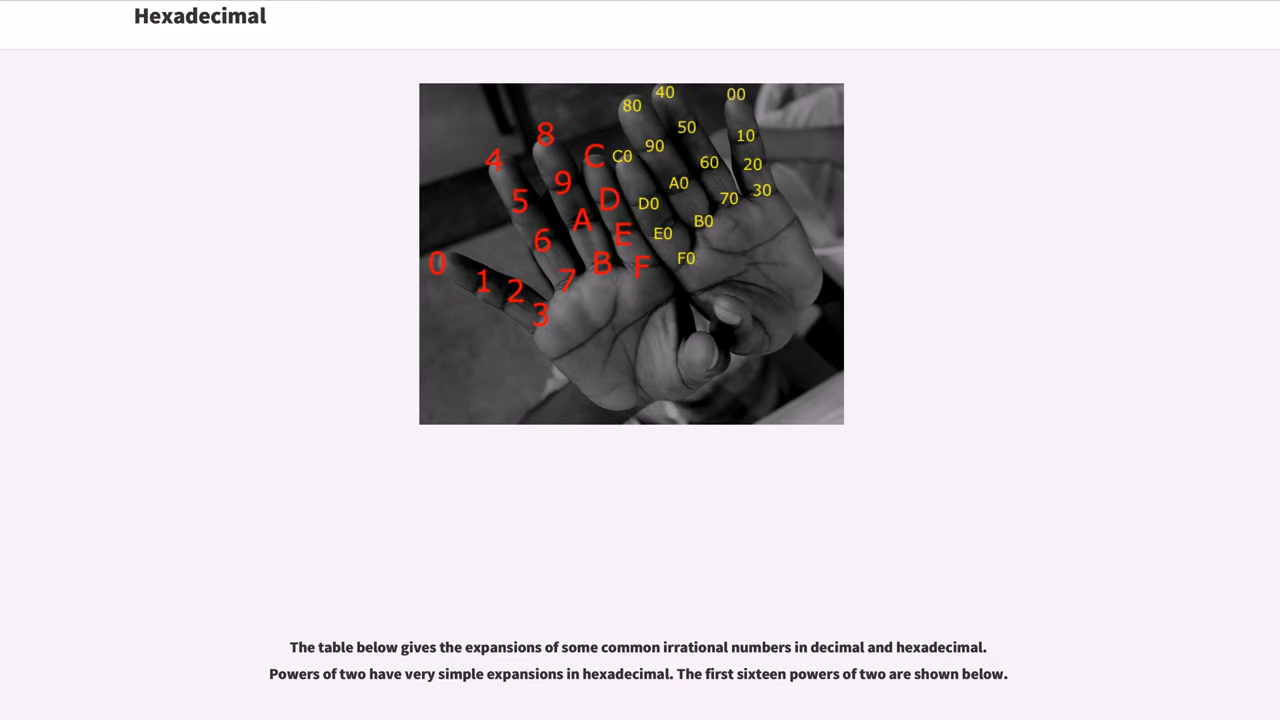 Hexadecimal
0
1
2
3
4
5
6
7
8
9
A
B
C
D
E
F
00
10
20
30
40
50
60
70
80
90
A0
B0
C0
D0
E0
F0
The table below gives the expansions of some common irrational numbers in decimal and hexadecimal.
Powers of two have very simple expansions in hexadecimal. The first sixteen powers of two are shown below.